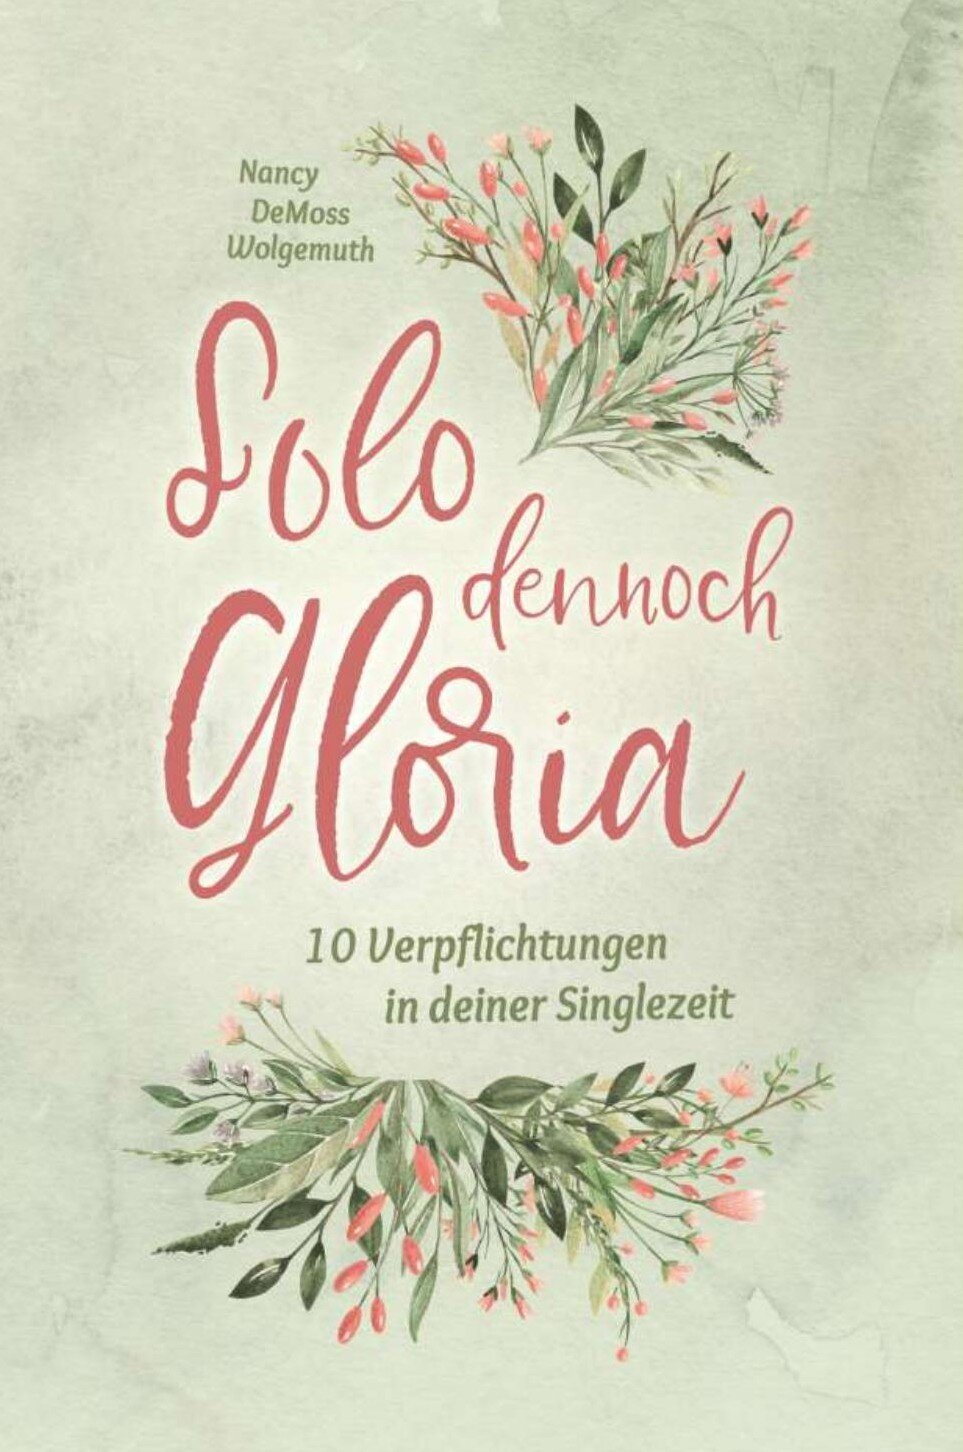 Nancy
DeMoss
Wolgemuth
Solo
dennoch
Gloria
10 Verpflichtungen
in deiner Singlezeit